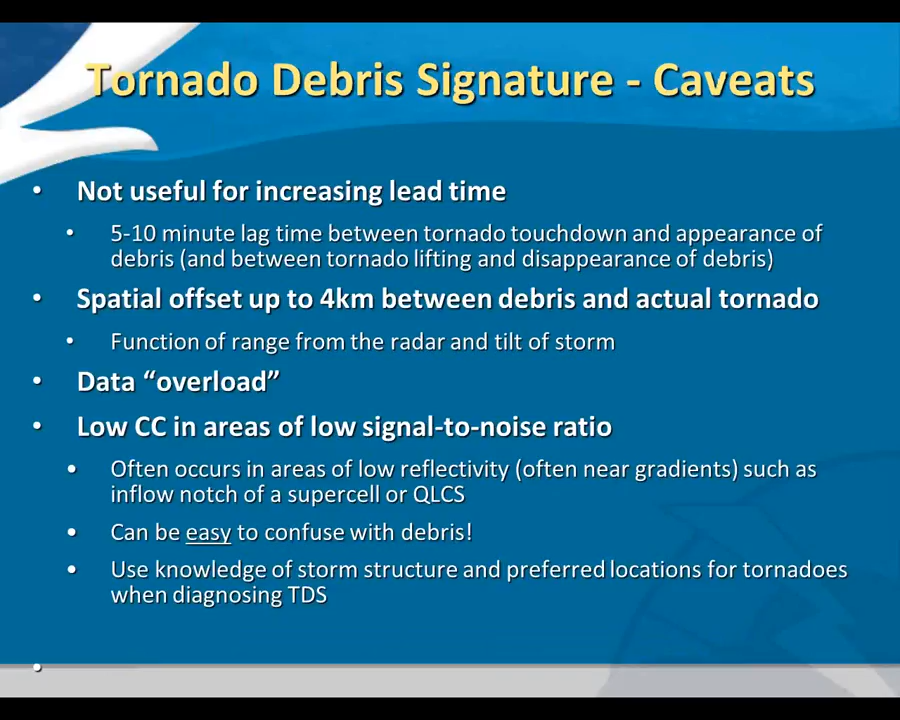 Tornado Debris Signature - Caveats
• Not useful for increasing lead time
• 5-10 minute lag time between tornado touchdown and appearance of
debris (and between tornado lifting and disappearance of debris)
• Spatial offset up to 4km between debris and actual tornado
• Function of range from the radar and tilt of storm
• Data “overload”
• Low CC in areas of low signal-to-noise ratio
• Often occurs in areas of low reflectivity (often near gradients) such as
inflow notch of a supercell or QLCS
• Can be easy to confuse with debris!
• Use knowledge of storm structure and preferred locations for tornadoes
when diagnosing TDS
•